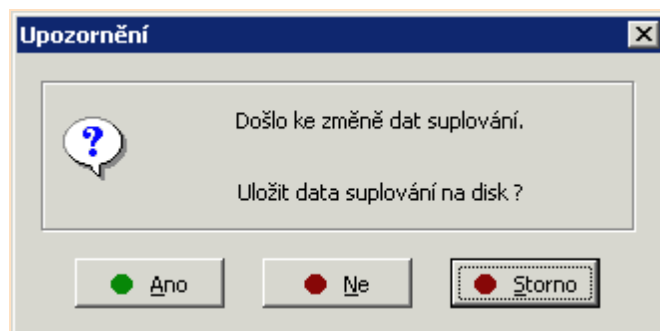 Upozornění
Došlo ke změně dat suplování.
Uložit data suplování na disk ?
Ano
Ne
Storno